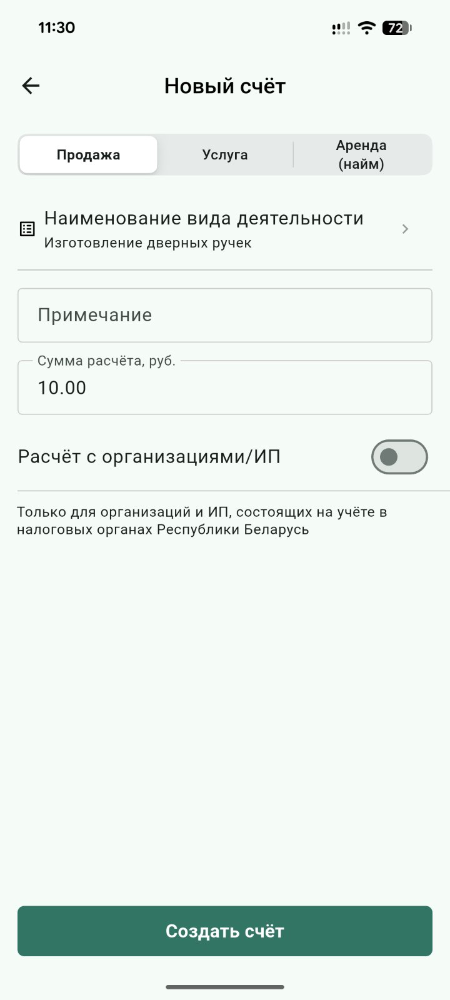 11:30
72
Новый счёт
Продажа
Услуга
Аренда
(найм)
Наименование вида деятельности
Изготовление дверных ручек
Примечание
Сумма расчёта, руб.
10.00
Расчёт с организациями/ИП
Только для организаций и ИП, состоящих на учёте в
налоговых органах Республики Беларусь
Создать счёт